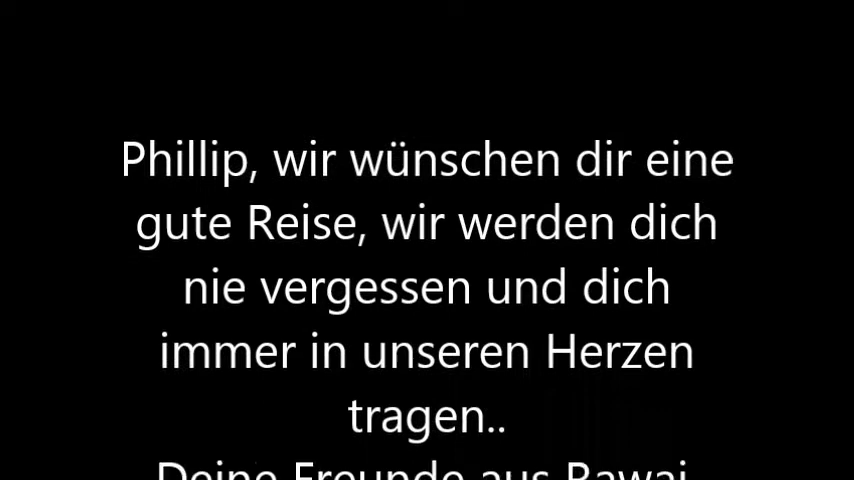 Phillip, wir wünschen dir eine
gute Reise, wir werden dich
nie vergessen und dich
immer in unseren Herzen
tragen..
Deine Freunde aus Rawai